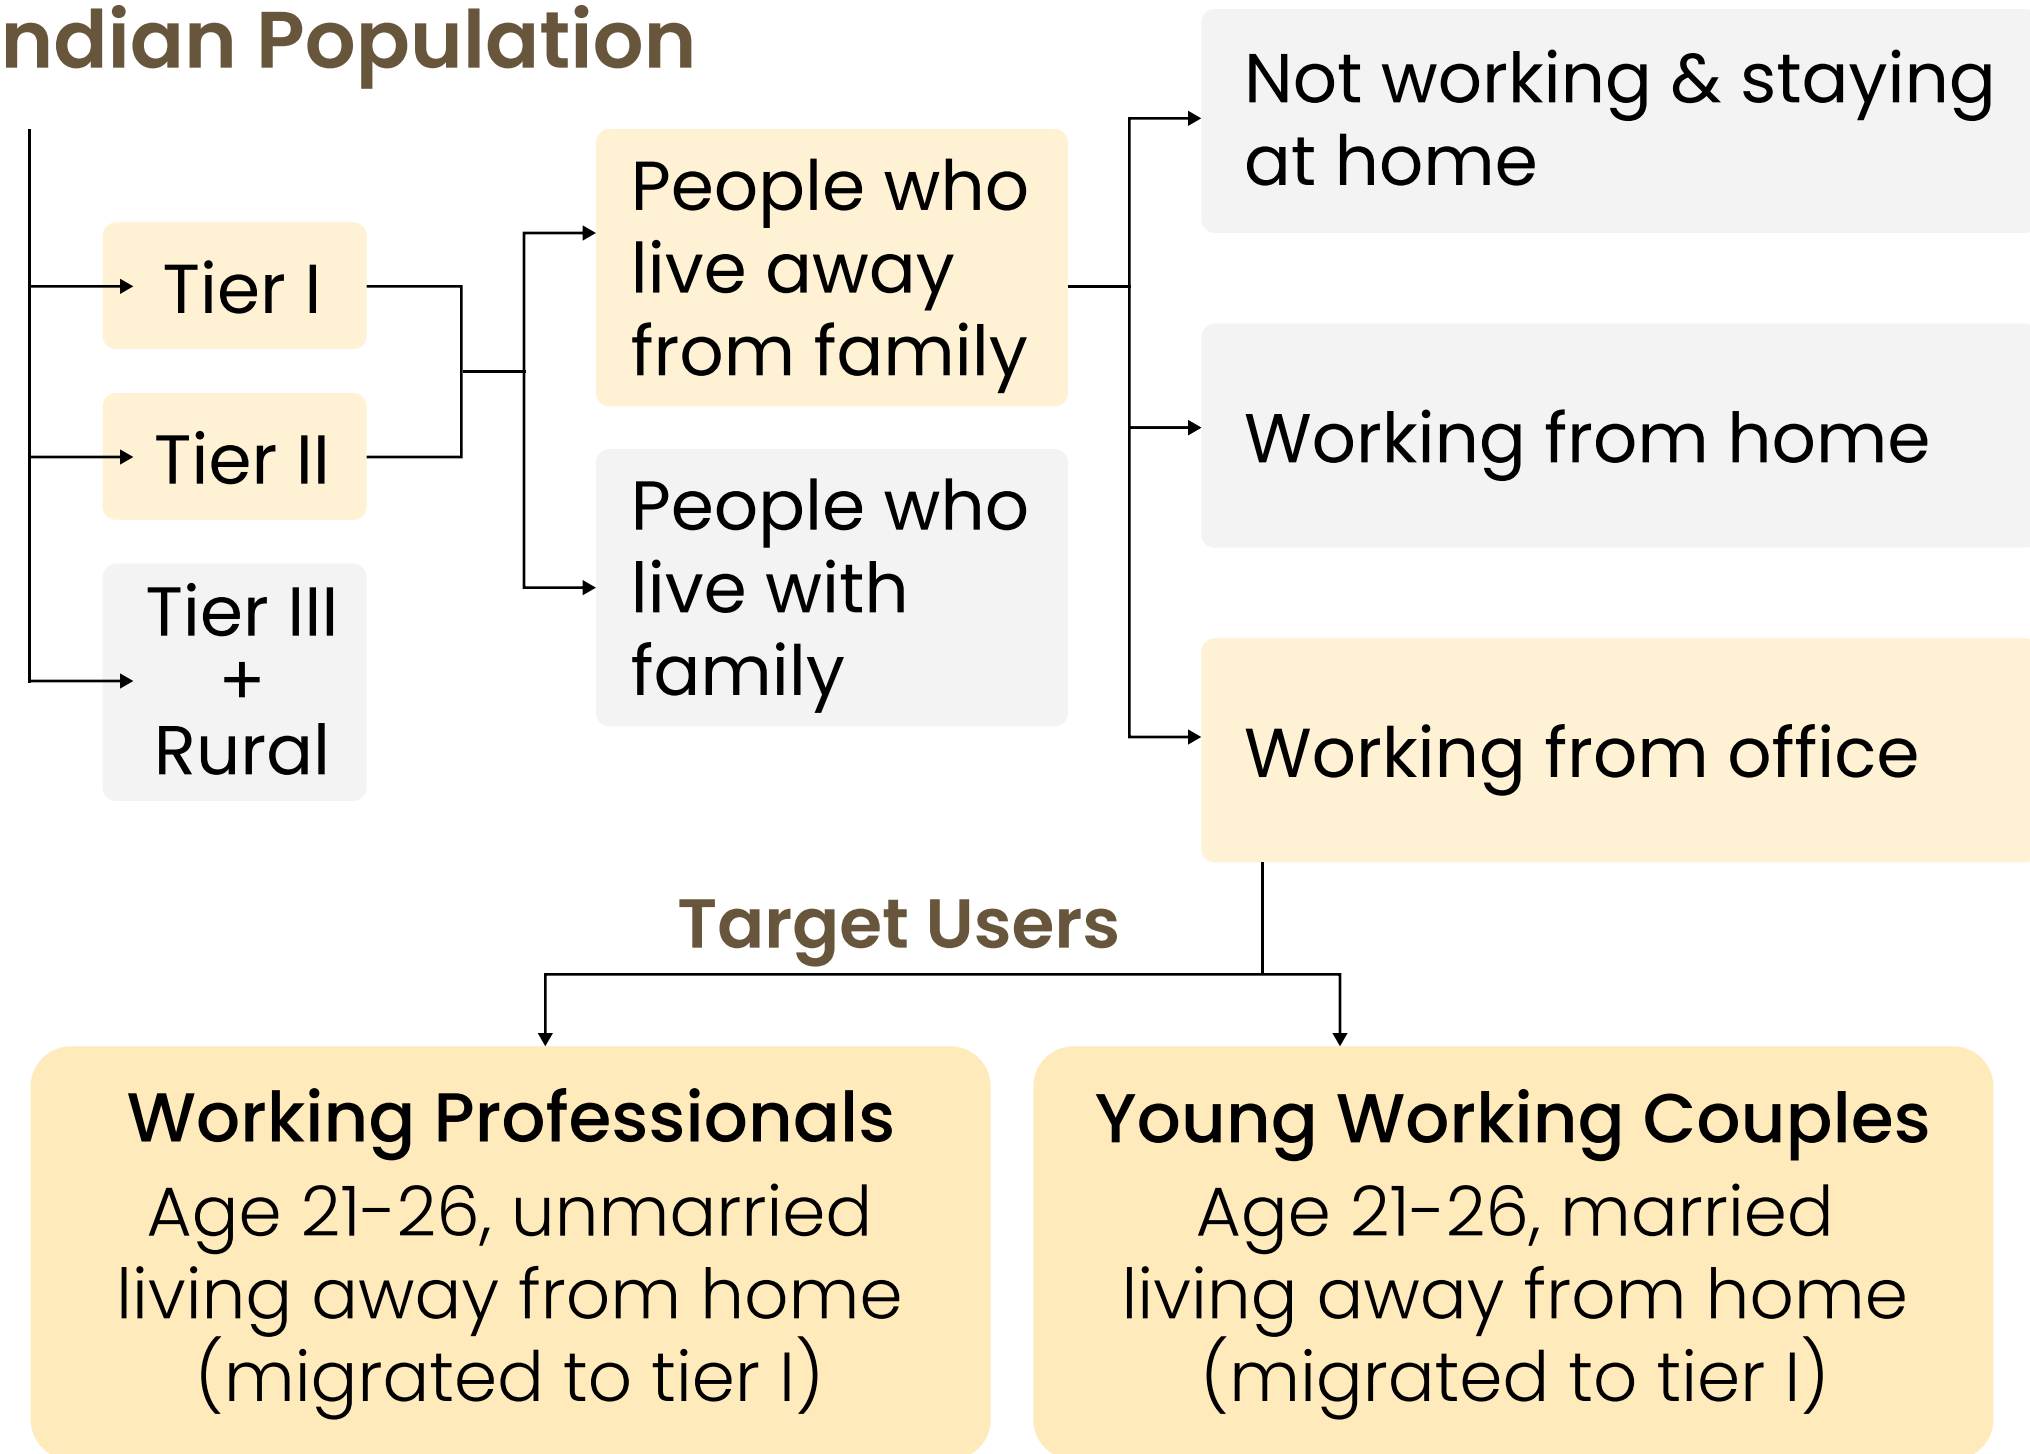 ndian Population
Tier I
Tier II
Tier III
+
Rural
People who
live away
from family
People who
live with
family
Not working & staying
at home
Working from home
Working from office
Target Users
Working Professionals
Age 21-26, unmarried
living away from home
(migrated to tier I)
Young Working Couples
Age 21-26, married
living away from home
(migrated to tier I)